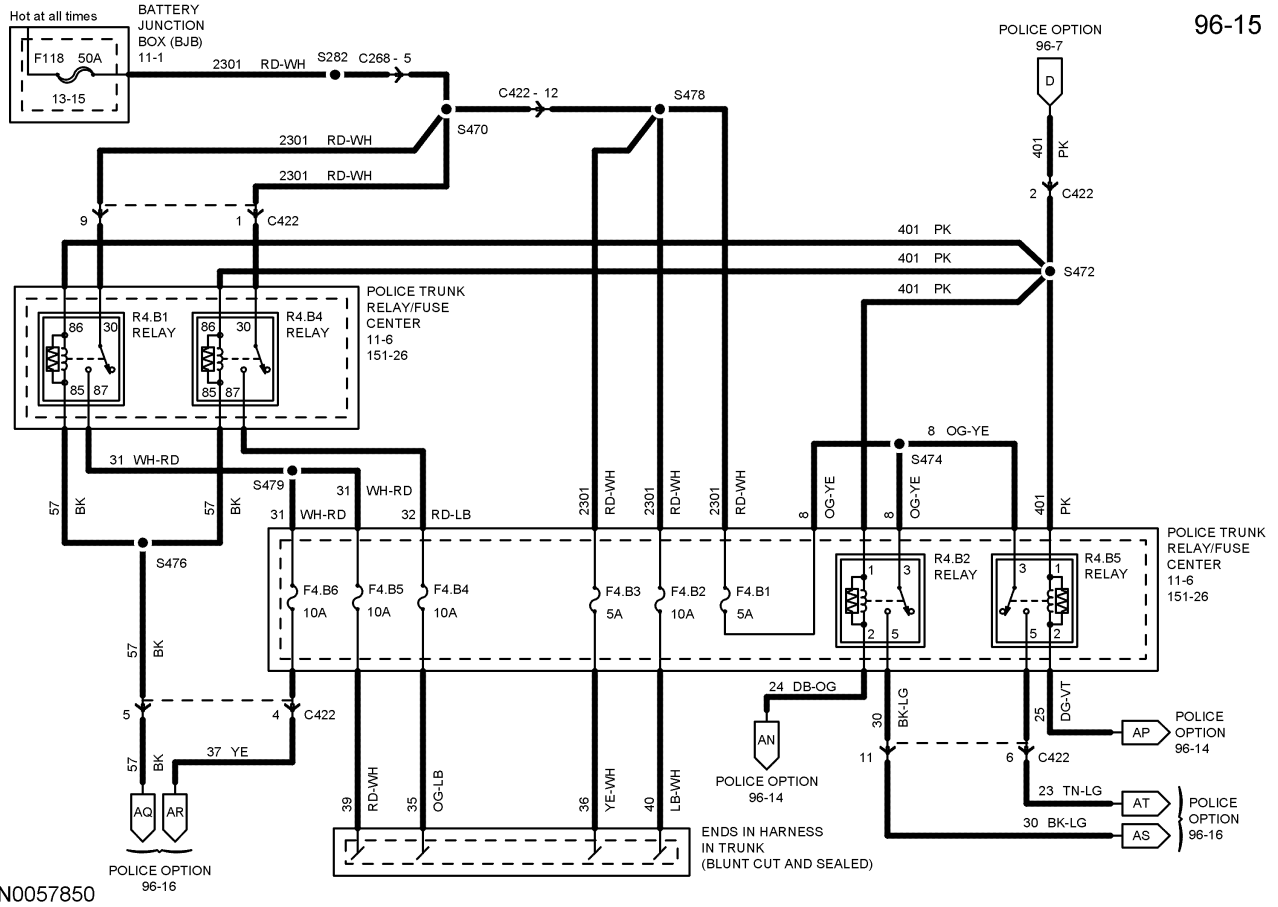 Hot at all times
BATTERY
JUNCTION
BOX (BJB)
11-1
F118 50A
13-15
2301 RD-WH
S282
C268 - 5
C422 - 12
S478
S470
2301 RD-WH
2301 RD-WH
9
1
C422
POLICE OPTION
96-7
D
96-15
401
PK
2
C422
401 PK
401 PK
401 PK
S472
POLICE TRUNK
RELAY/FUSE
CENTER
11-6
151-26
R4.B1
RELAY
86
30
85
87
R4.B4
RELAY
86
30
85
87
31 WH-RD
S479
57
BK
57
BK
31
WH-RD
31
WH-RD
32
RD-LB
S476
2301
RD-WH
2301
RD-WH
2301
RD-WH
8
OG-YE
8
OG-YE
8 OG-YE
S474
401
PK
POLICE TRUNK
RELAY/FUSE
CENTER
11-6
151-26
F4.B6
10A
F4.B5
10A
F4.B4
10A
F4.B3
5A
F4.B2
10A
F4.B1
5A
R4.B2
RELAY
1
3
2
5
R4.B5
RELAY
3
1
5
2
57
BK
5
4
C422
57
BK
37 YE
AQ
AR
POLICE OPTION
96-16
39
RD-WH
35
OG-LB
36
YE-WH
40
LB-WH
ENDS IN HARNESS
IN TRUNK
(BLUNT CUT AND SEALED)
24 DB-OG
AN
POLICE OPTION
96-14
30
BK-LG
11
25
DG-VT
6
C422
AP
POLICE
OPTION
96-14
23 TN-LG
AT
30 BK-LG
AS
POLICE
OPTION
96-16
N0057850